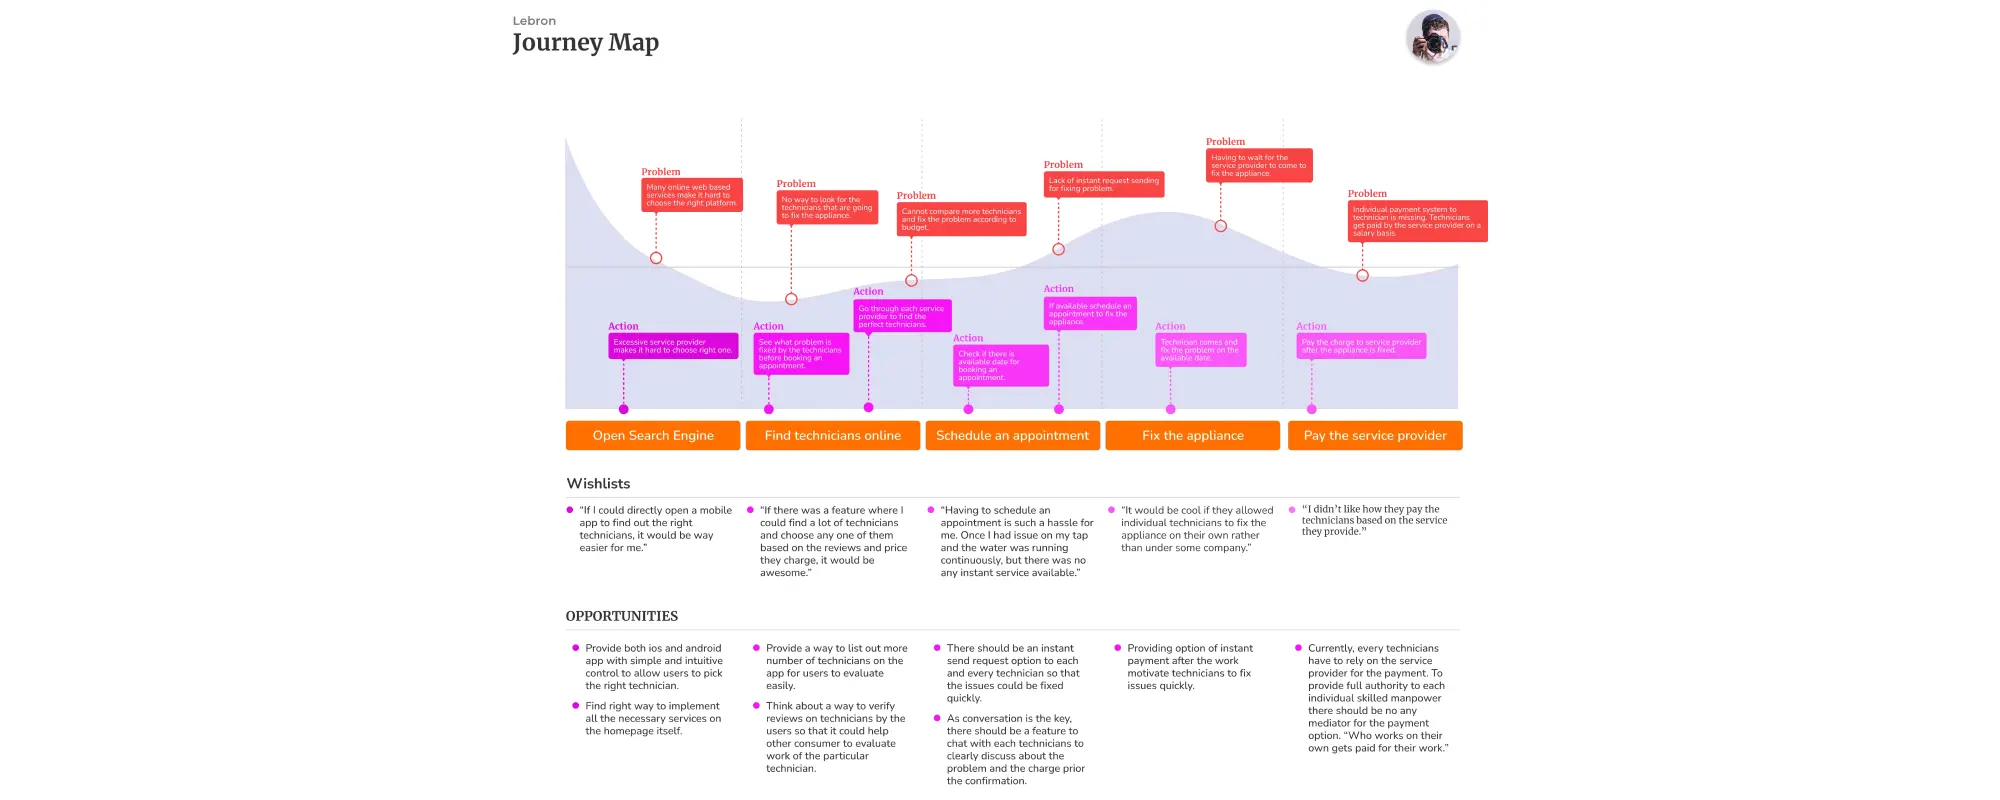 Lebron
Journey Map
Problem
Many online web based
services make it hard to
choose the right platform.
Problem
No way to look for the
technicians that are going
to fix the appliance.
Problem
Cannot compare more technicians
and fix the problem according to
budget.
Problem
Lack of instant request sending
for fixing problem.
Problem
Having to wait for the
service provider to come to
fix the appliance.
Problem
Individual payment system to
technician is missing. Technicians
get paid by the service provider on a
salary basis.
Action
Excessive service provider
makes it hard to choose right one.
Action
See what problem is
fixed by the technicians
before booking an
appointment.
Action
Go through each service
provider to find the
perfect technicians.
Action
Check if there is
available date for
booking an
appointment.
Action
If available schedule an
appointment to fix the
appliance.
Action
Technician comes and
fix the problem on the
available date.
Action
Pay the charge to service provider
after the appliance is fixed.
Open Search Engine
Find technicians online
Schedule an appointment
Fix the appliance
Pay the service provider
Wishlists
“If I could directly open a mobile
app to find out the right
technicians, it would be way
easier for me.”
“If there was a feature where I
could find a lot of technicians
and choose any one of them
based on the reviews and price
they charge, it would be
awesome.”
“Having to schedule an
appointment is such a hassle for
me. Once I had issue on my tap
and the water was running
continuously, but there was no
any instant service available.”
“It would be cool if they allowed
individual technicians to fix the
appliance on their own rather
than under some company.”
“I didn’t like how they pay the
technicians based on the service
they provide.”
OPPORTUNITIES
Provide both ios and android
app with simple and intuitive
control to allow users to pick
the right technician.
Find right way to implement
all the necessary services on
the homepage itself.
Provide a way to list out more
number of technicians on the
app for users to evaluate
easily.
Think about a way to verify
reviews on technicians by the
users so that it could help
other consumer to evaluate
work of the particular
technician.
There should be an instant
send request option to each
and every technician so that
the issues could be fixed
quickly.
As conversation is the key,
there should be a feature to
chat with each technicians to
clearly discuss about the
problem and the charge prior
the confirmation.
Providing option of instant
payment after the work
motivate technicians to fix
issues quickly.
Currently, every technicians
have to rely on the service
provider for the payment. To
provide full authority to each
individual skilled manpower
there should be no any
mediator for the payment
option. “Who works on their
own gets paid for their work.”